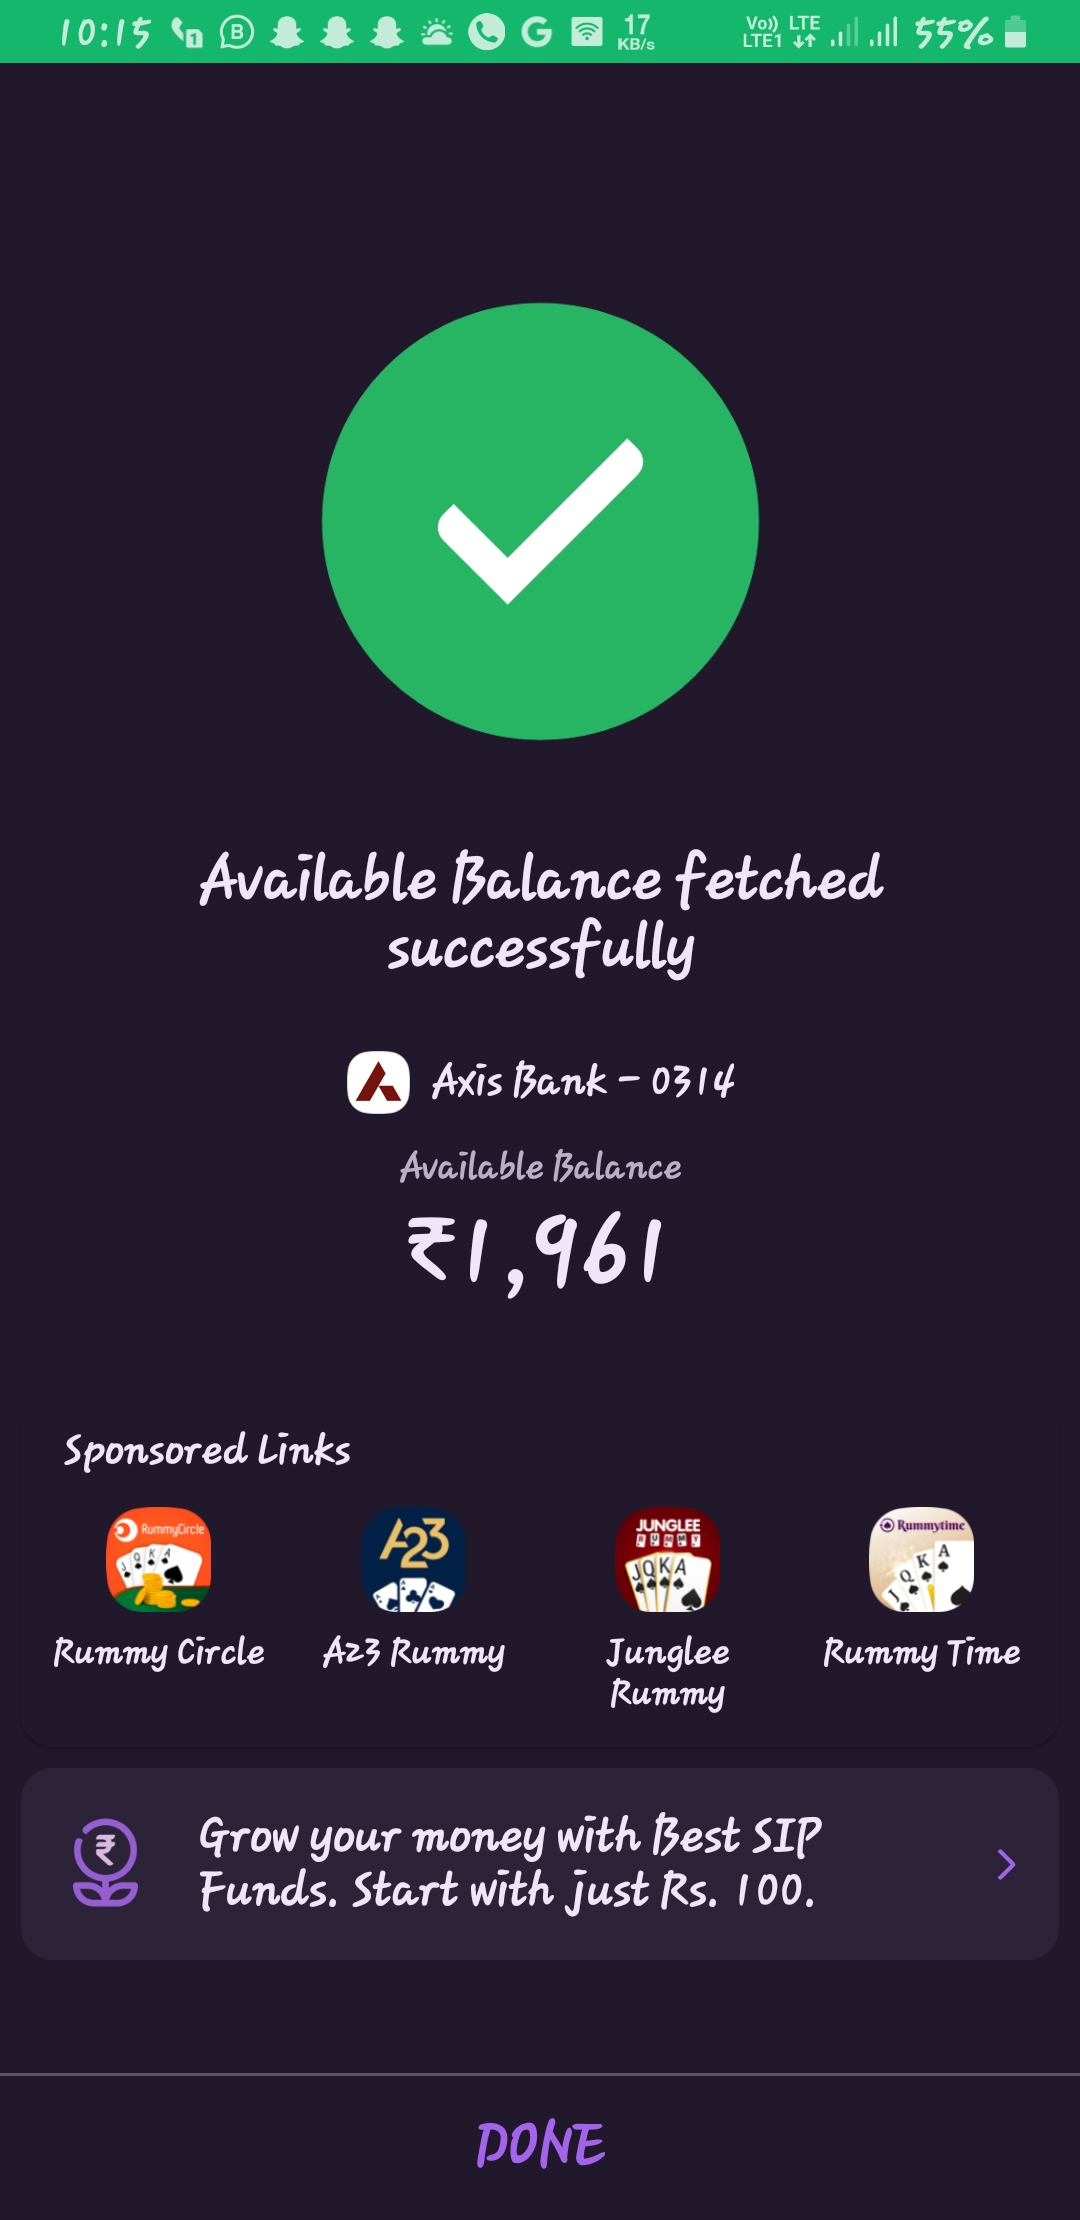 10:15 1 B G 17 KB/s Vo)) LTE1 LTE 55%
Available Balance fetched
successfully
Axis Bank - 0314
Available Balance
₹1,961
Sponsored Links
RummyCircle
A23
JUNGLEE
RUMMY
Rummytime
J Q K A
J Q K A
J Q K A
Rummy Circle
A23 Rummy
Junglee
Rummy
Rummy Time
₹
Grow your money with Best SIP
Funds. Start with just Rs. 100.
DONE